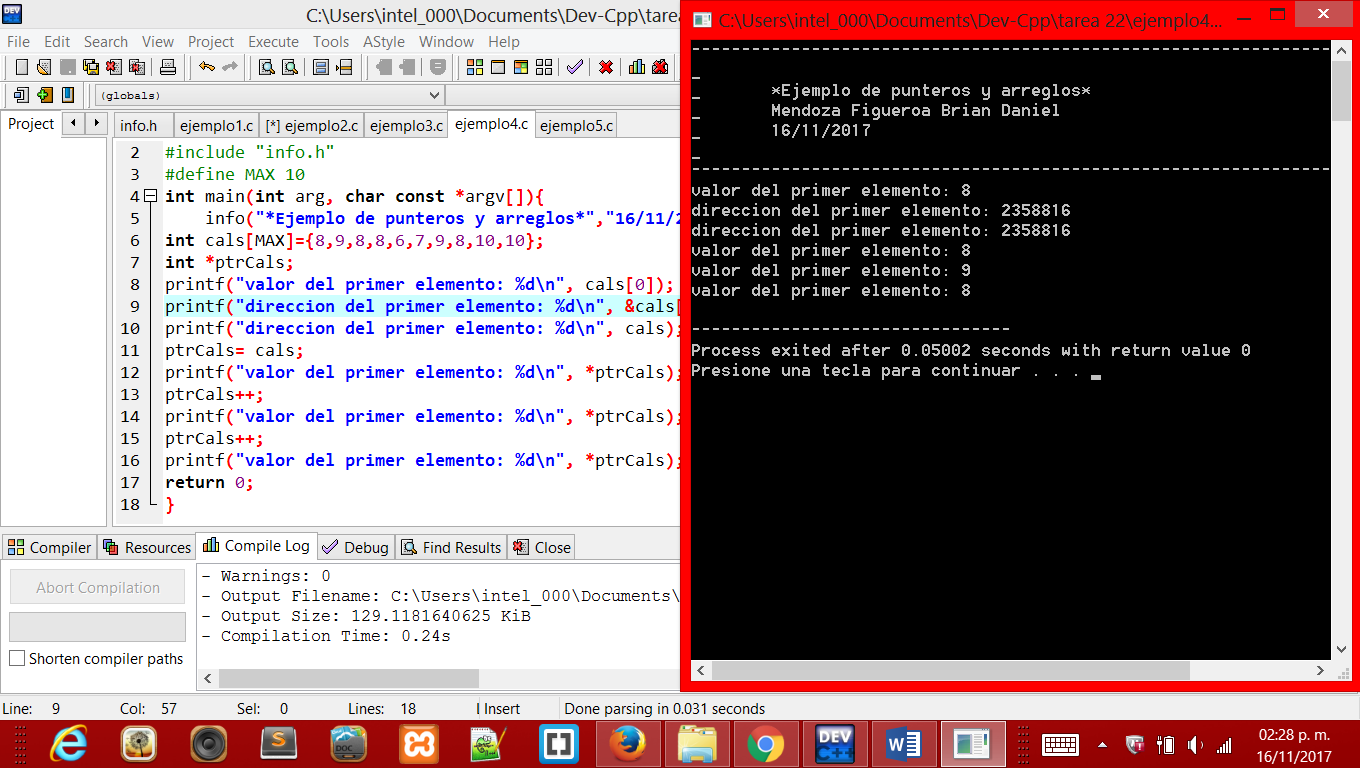 C:\Users\intel_000\Documents\Dev-Cpp\tarea
File Edit Search View Project Execute Tools AStyle Window Help
(globals)
Project
info.h ejemplo1.c [*] ejemplo2.c ejemplo3.c ejemplo4.c ejemplo5.c
2 #include "info.h"
3 #define MAX 10
4 int main(int arg, char const *argv[]){
5 info("*Ejemplo de punteros y arreglos*","16/11/2
6 int cals[MAX]={8,9,8,8,6,7,9,8,10,10};
7 int *ptrCals;
8 printf("valor del primer elemento: %d\n", cals[0]);
9 printf("direccion del primer elemento: %d\n", &cals[
10 printf("direccion del primer elemento: %d\n", cals);
11 ptrCals= cals;
12 printf("valor del primer elemento: %d\n", *ptrCals);
13 ptrCals++;
14 printf("valor del primer elemento: %d\n", *ptrCals);
15 ptrCals++;
16 printf("valor del primer elemento: %d\n", *ptrCals);
17 return 0;
18 }
Compiler Resources Compile Log Debug Find Results Close
Abort Compilation
Shorten compiler paths
- Warnings: 0
- Output Filename: C:\Users\intel_000\Documents\
- Output Size: 129.1181640625 KiB
- Compilation Time: 0.24s
Line: 9 Col: 57 Sel: 0 Lines: 18 Insert Done parsing in 0.031 seconds
C:\Users\intel_000\Documents\Dev-Cpp\tarea 22\ejemplo4...
*Ejemplo de punteros y arreglos*
Mendoza Figueroa Brian Daniel
16/11/2017
valor del primer elemento: 8
direccion del primer elemento: 2358816
direccion del primer elemento: 2358816
valor del primer elemento: 8
valor del primer elemento: 9
valor del primer elemento: 8
--------------------------------
Process exited after 0.05002 seconds with return value 0
Presione una tecla para continuar . . .
DEV
C++
02:28 p. m.
16/11/2017